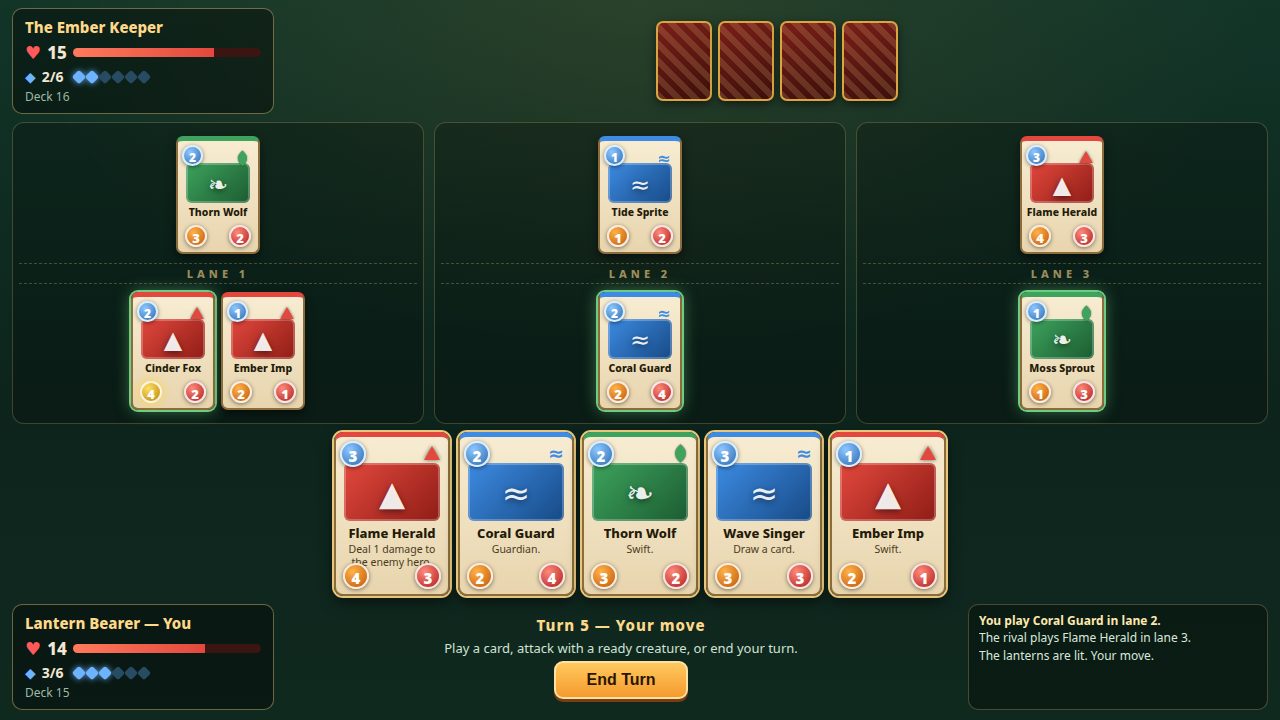 The Ember Keeper
♥ 15
◆ 2/6
Deck 16
2
Thorn Wolf
3 2
1
Tide Sprite
1 2
3
Flame Herald
4 3
LANE 1
LANE 2
LANE 3
2
Cinder Fox
4 2
1
Ember Imp
2 1
2
Coral Guard
2 4
1
Moss Sprout
1 3
3
Flame Herald
Deal 1 damage to
the enemy hero.
4 3
2
Coral Guard
Guardian.
2 4
2
Thorn Wolf
Swift.
3 2
3
Wave Singer
Draw a card.
3 3
1
Ember Imp
Swift.
2 1
Lantern Bearer — You
♥ 14
◆ 3/6
Deck 15
Turn 5 — Your move
Play a card, attack with a ready creature, or end your turn.
End Turn
You play Coral Guard in lane 2.
The rival plays Flame Herald in lane 3.
The lanterns are lit. Your move.